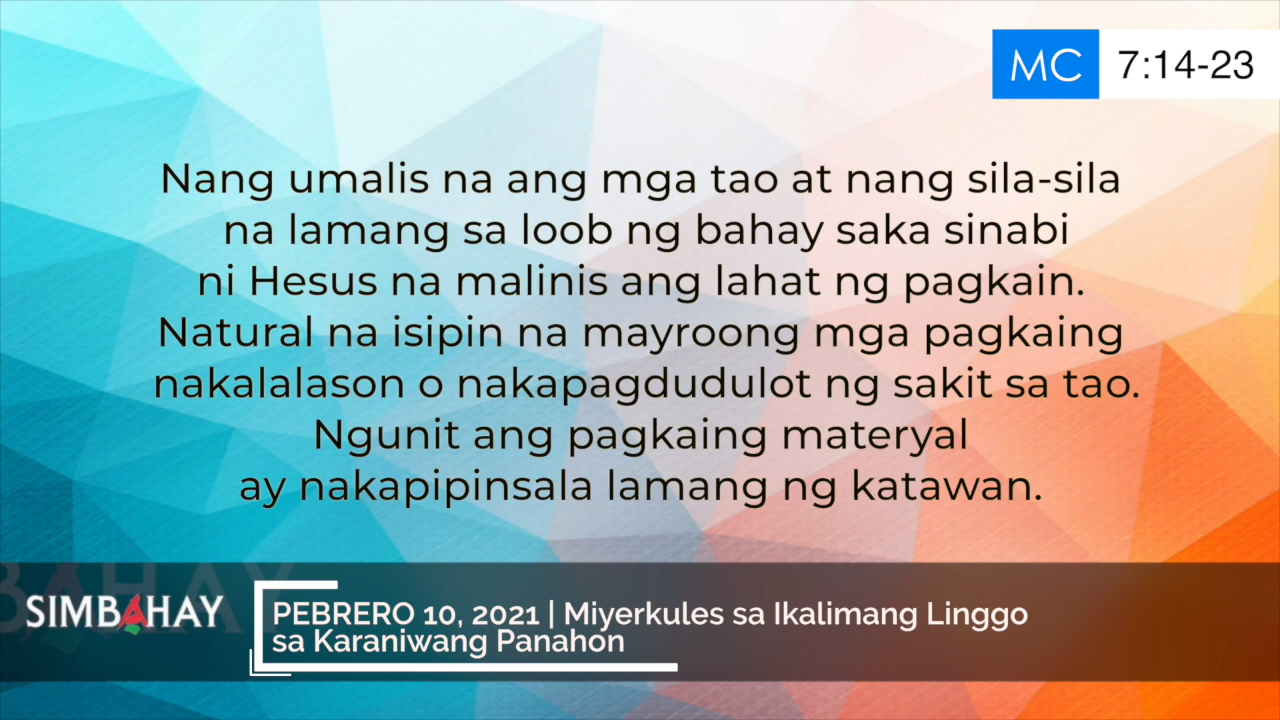 MC 7:14-23
Nang umalis na ang mga tao at nang sila-sila
na lamang sa loob ng bahay saka sinabi
ni Hesus na malinis ang lahat ng pagkain.
Natural na isipin na mayroong mga pagkaing
nakalalason o nakapagdudulot ng sakit sa tao.
Ngunit ang pagkaing materyal
ay nakapipinsala lamang ng katawan.
SIMBAHAY
PEBRERO 10, 2021 | Miyerkules sa Ikalimang Linggo
sa Karaniwang Panahon